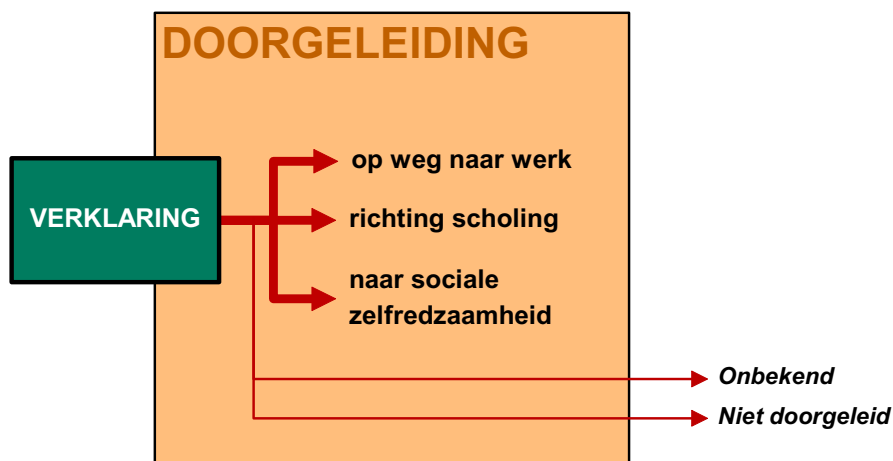 DOORGELEIDING
op weg naar werk
VERKLARING
richting scholing
naar sociale
zelfredzaamheid
Onbekend
Niet doorgeleid